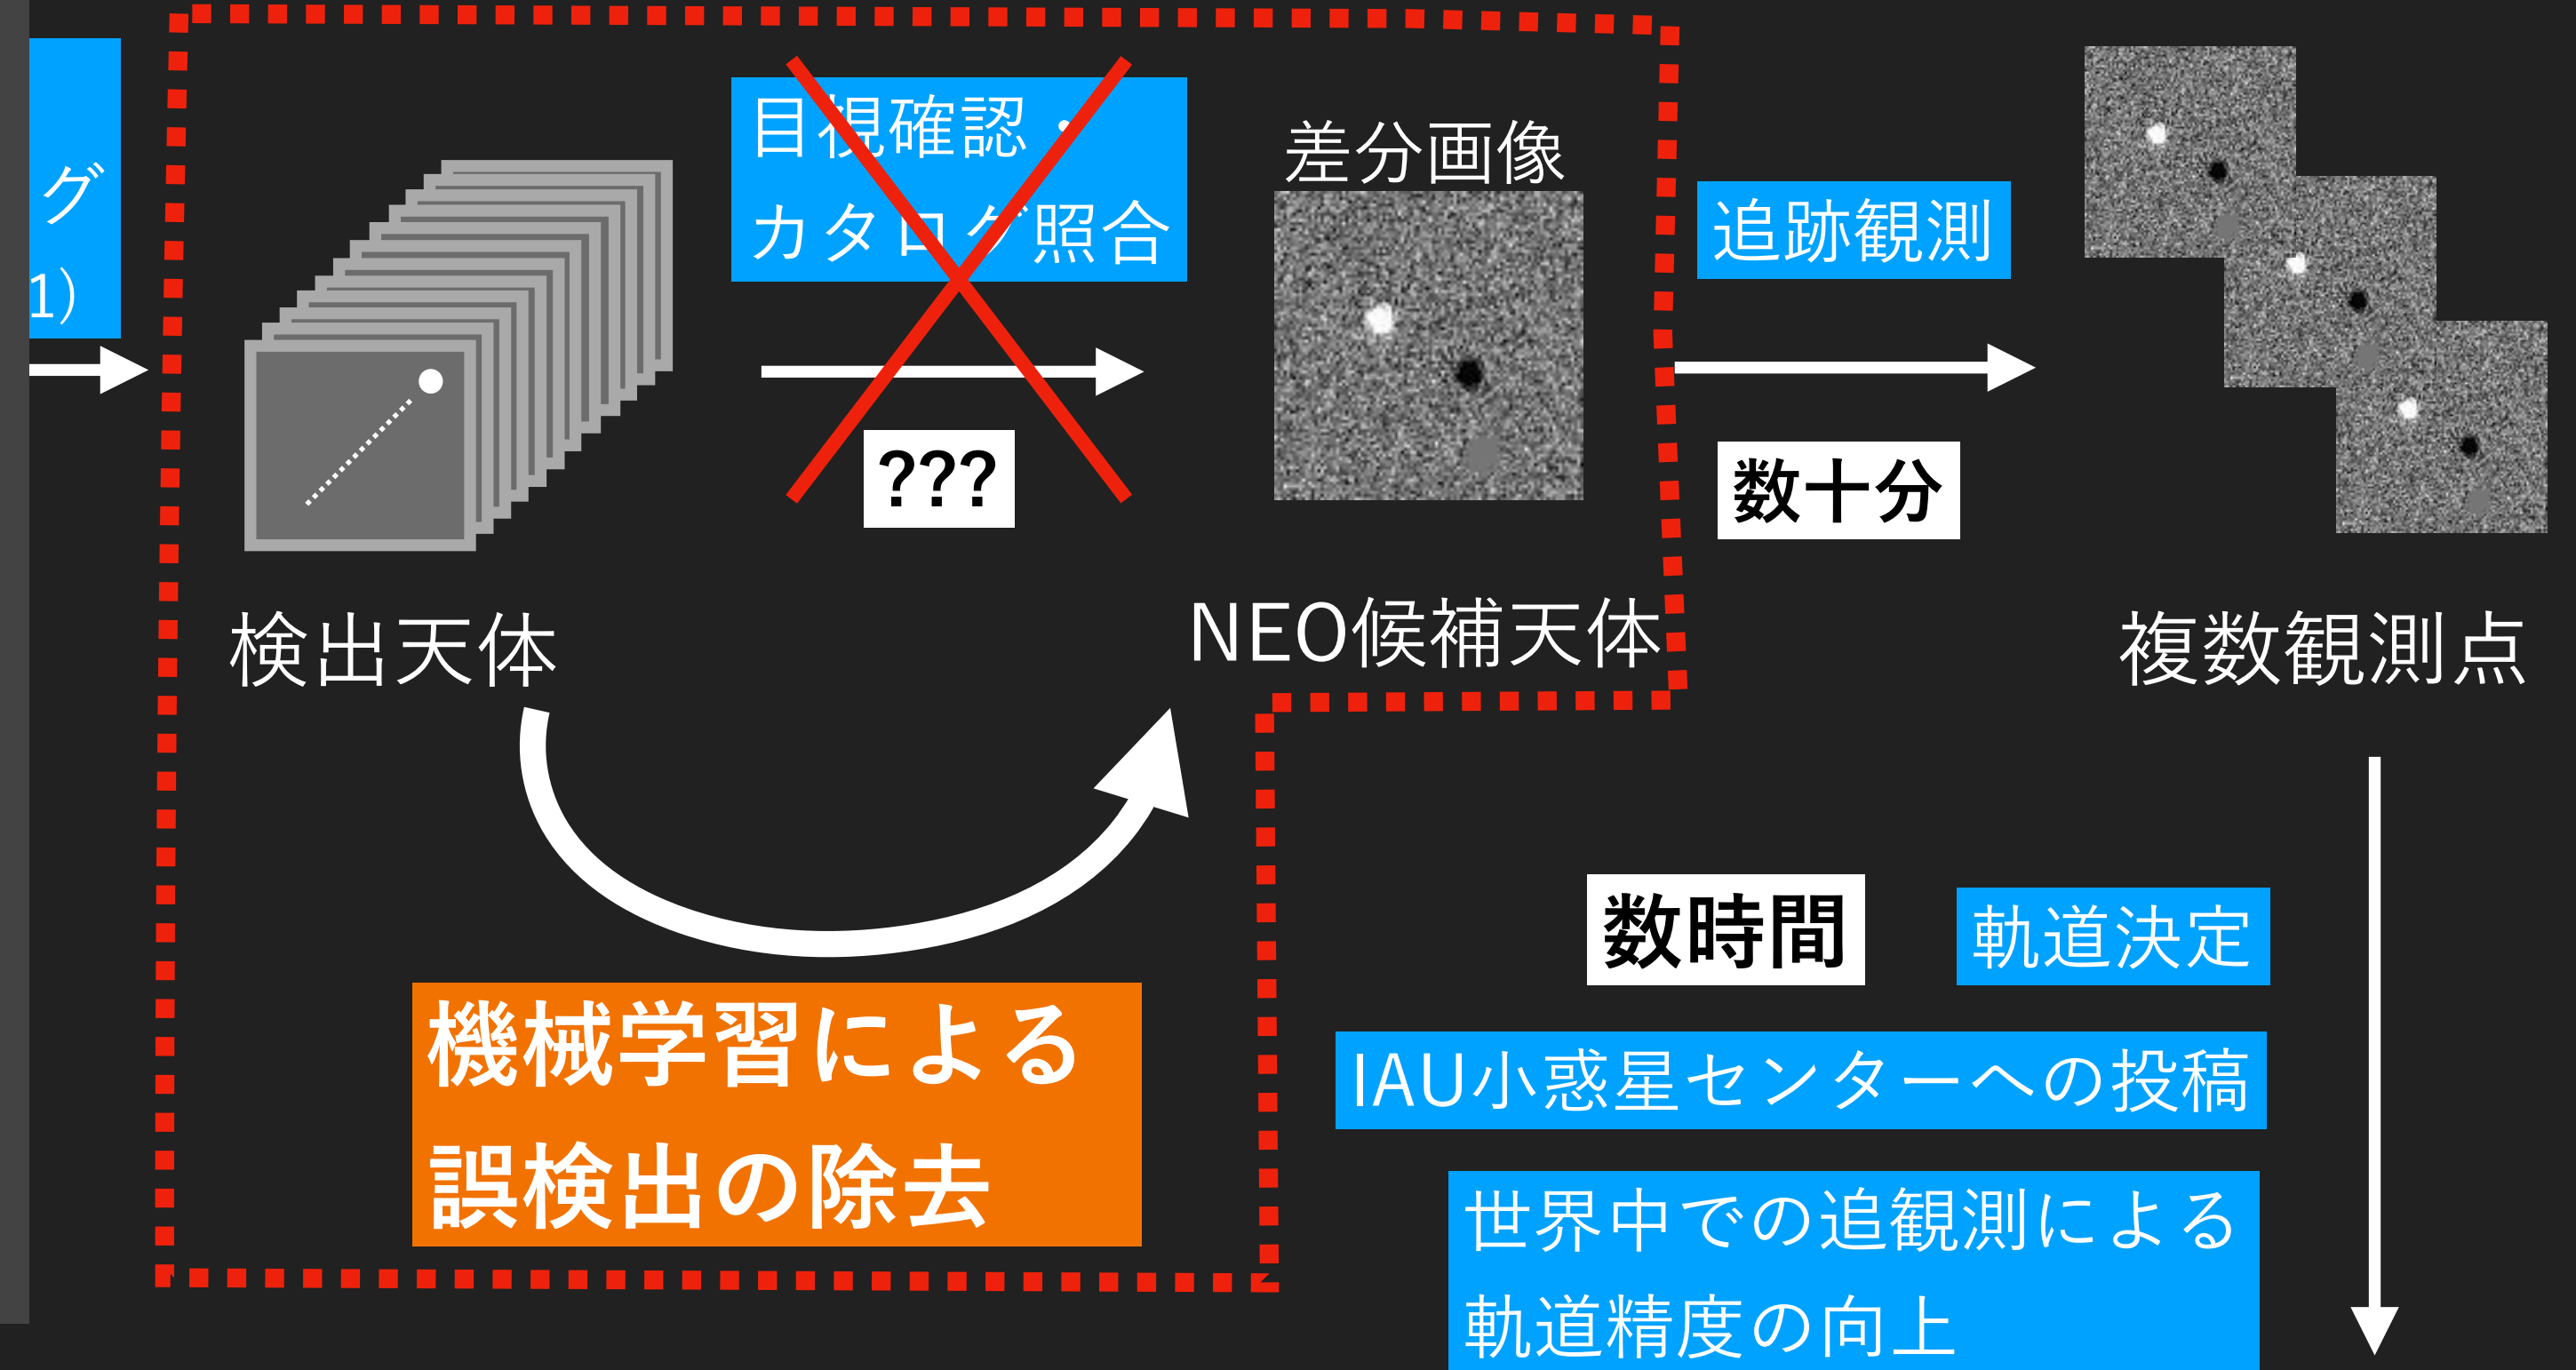 グ
1)
目視確認・
カタログ照合
???
差分画像
追跡観測
数十分
検出天体
NEO候補天体
複数観測点
機械学習による
誤検出の除去
数時間
軌道決定
IAU小惑星センターへの投稿
世界中での追観測による
軌道精度の向上